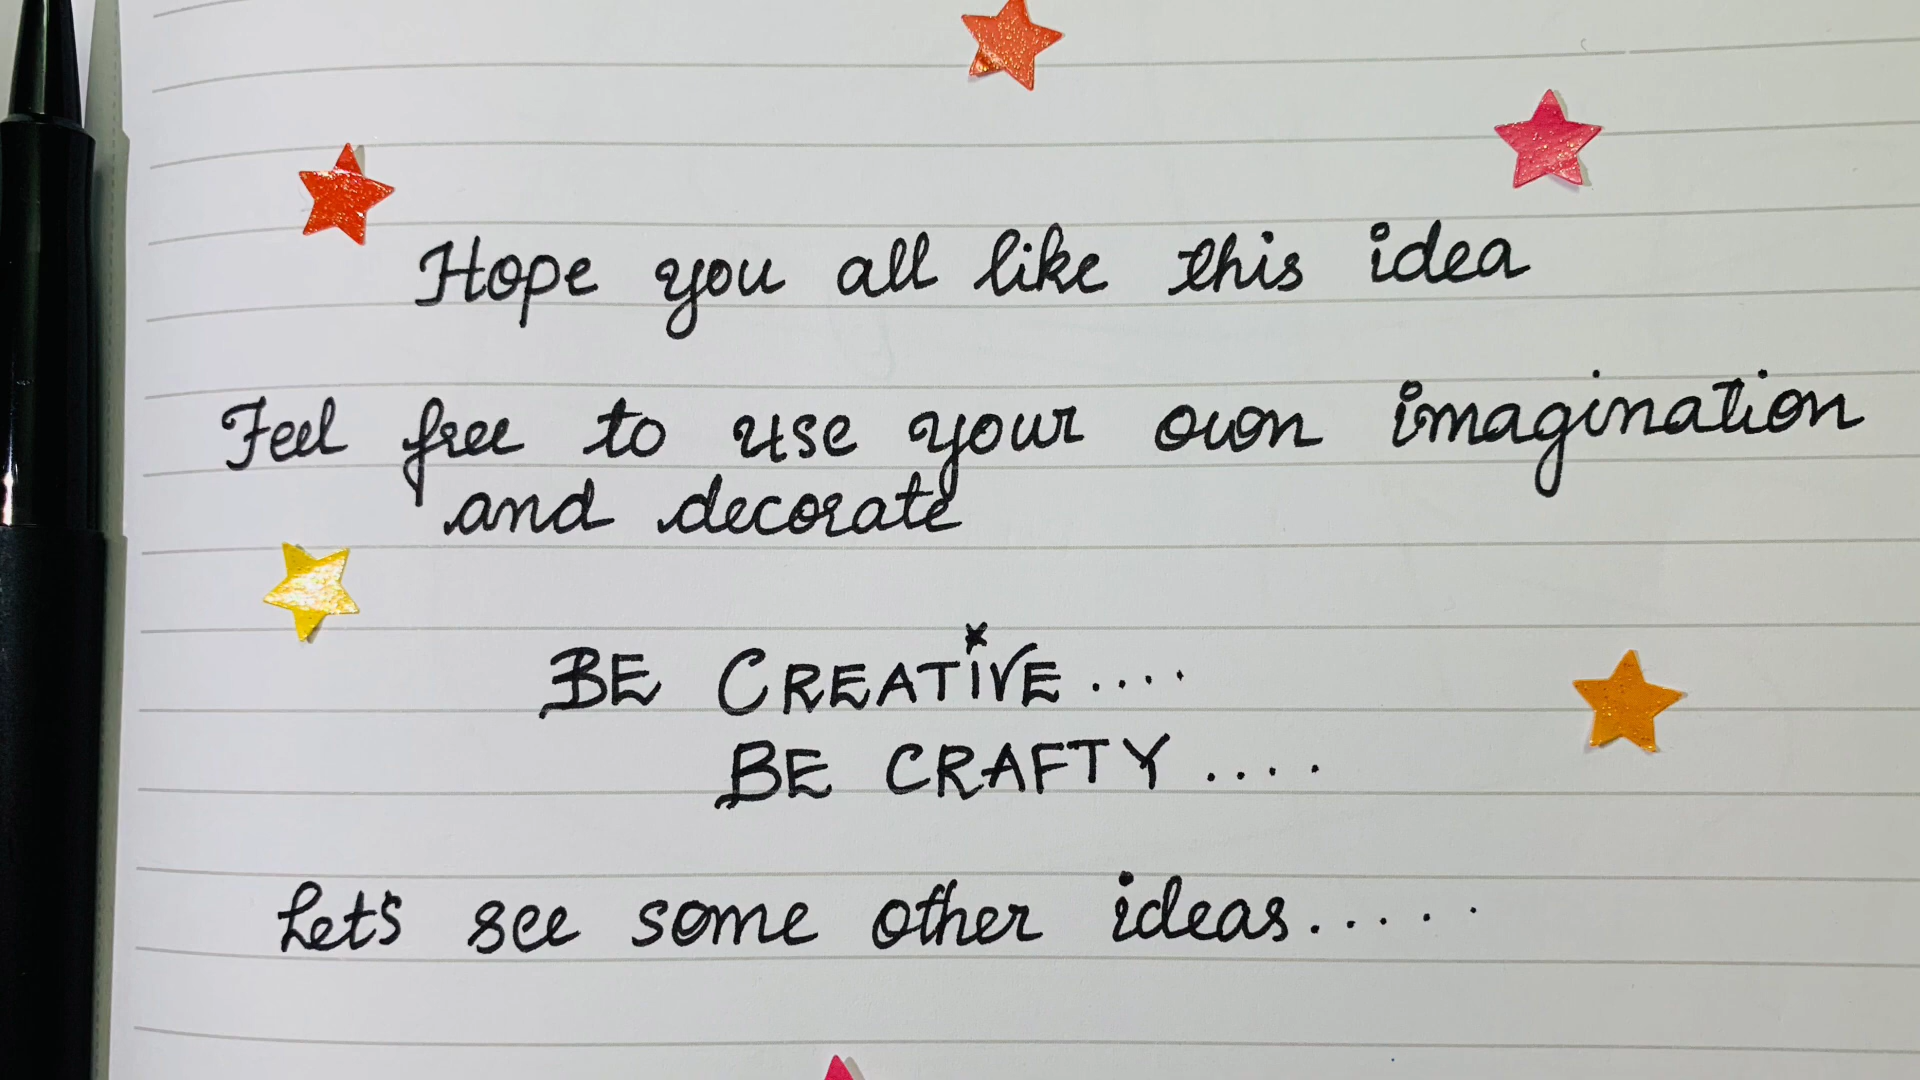 Hope you all like this idea
Feel free to use your own imagination
and decorate
BE CREATiVE....
BE CRAFTY....
Let's see some other ideas.....